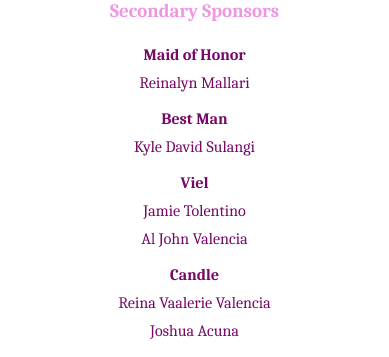 Secondary Sponsors
Maid of Honor
Reinalyn Mallari
Best Man
Kyle David Sulangi
Viel
Jamie Tolentino
Al John Valencia
Candle
Reina Vaalerie Valencia
Joshua Acuna